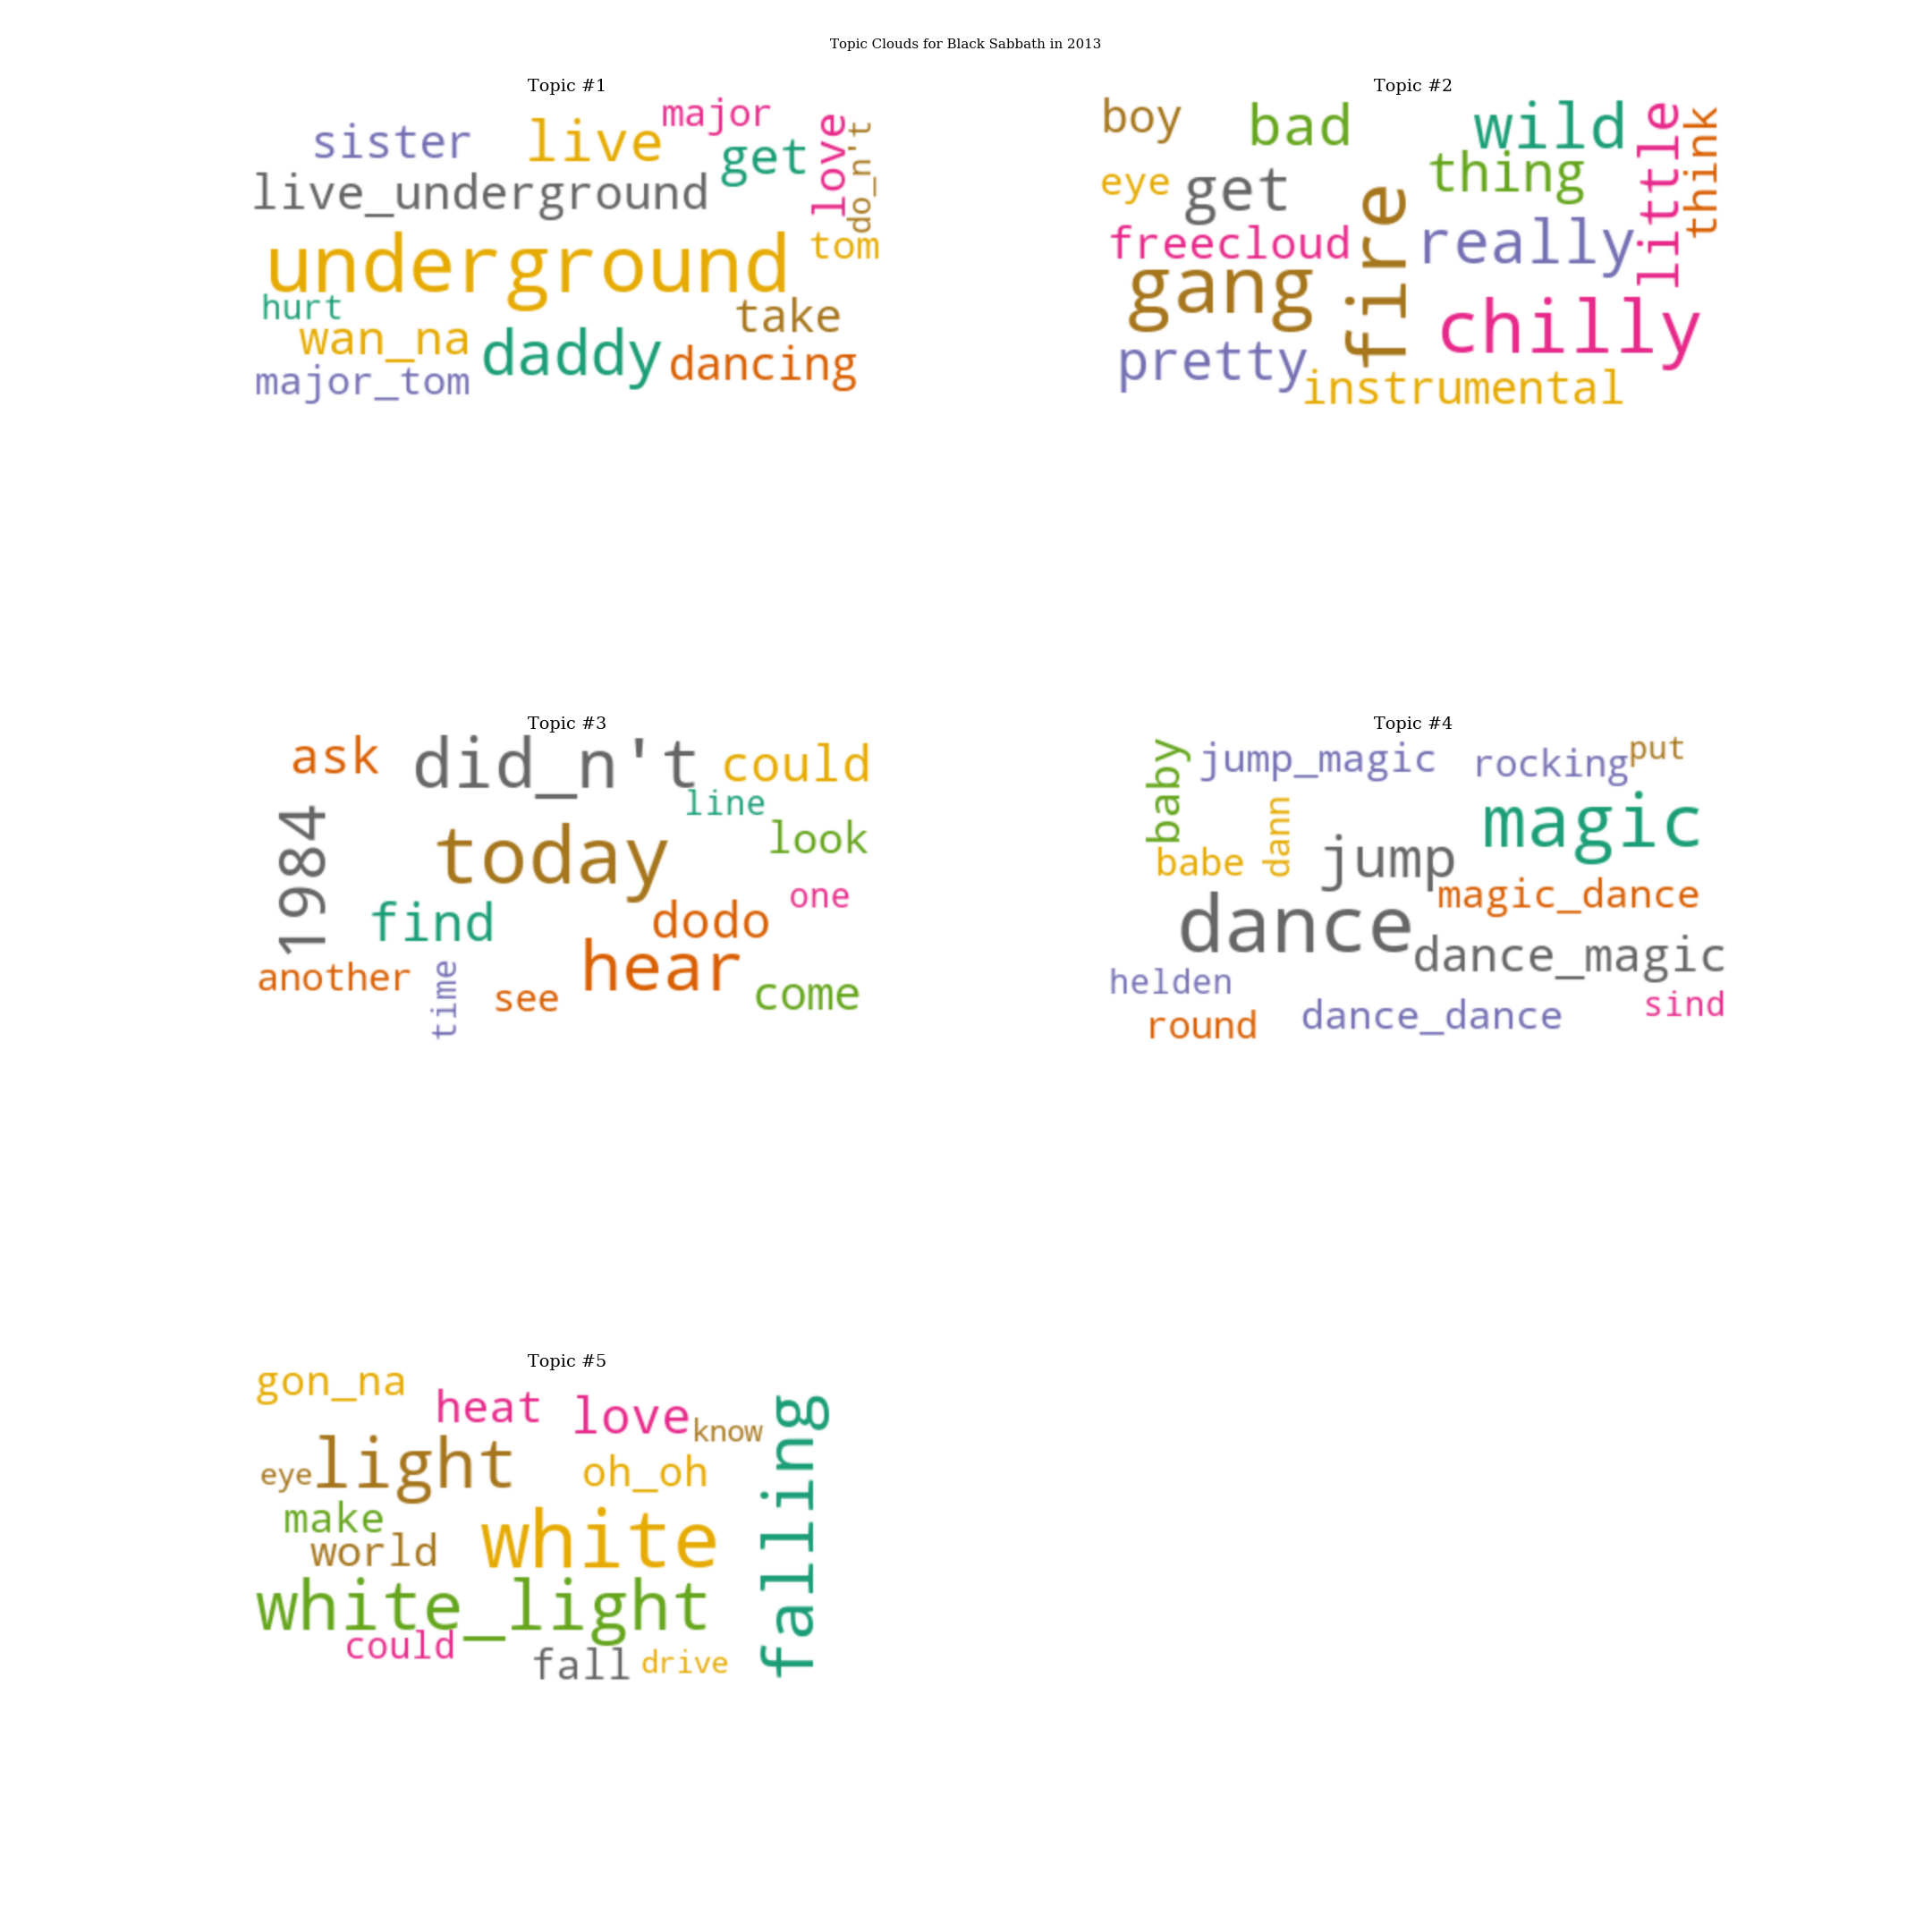 Topic Clouds for Black Sabbath in 2013
Topic #1
major
sister live get love do_n't
live_underground
underground tom
hurt take
wan_na daddy dancing
major_tom
Topic #2
boy bad wild little think
eye get thing
freecloud fire really
gang chilly
pretty
instrumental
Topic #3
ask did_n't could
line
1984 today look
one
find dodo
another time see hear come
Topic #4
baby jump_magic rocking put
dann magic
babe jump
magic_dance
dance dance_magic
helden sind
round dance_dance
Topic #5
gon_na
heat love know falling
eye light oh_oh
make white
world
white_light
could
fall drive